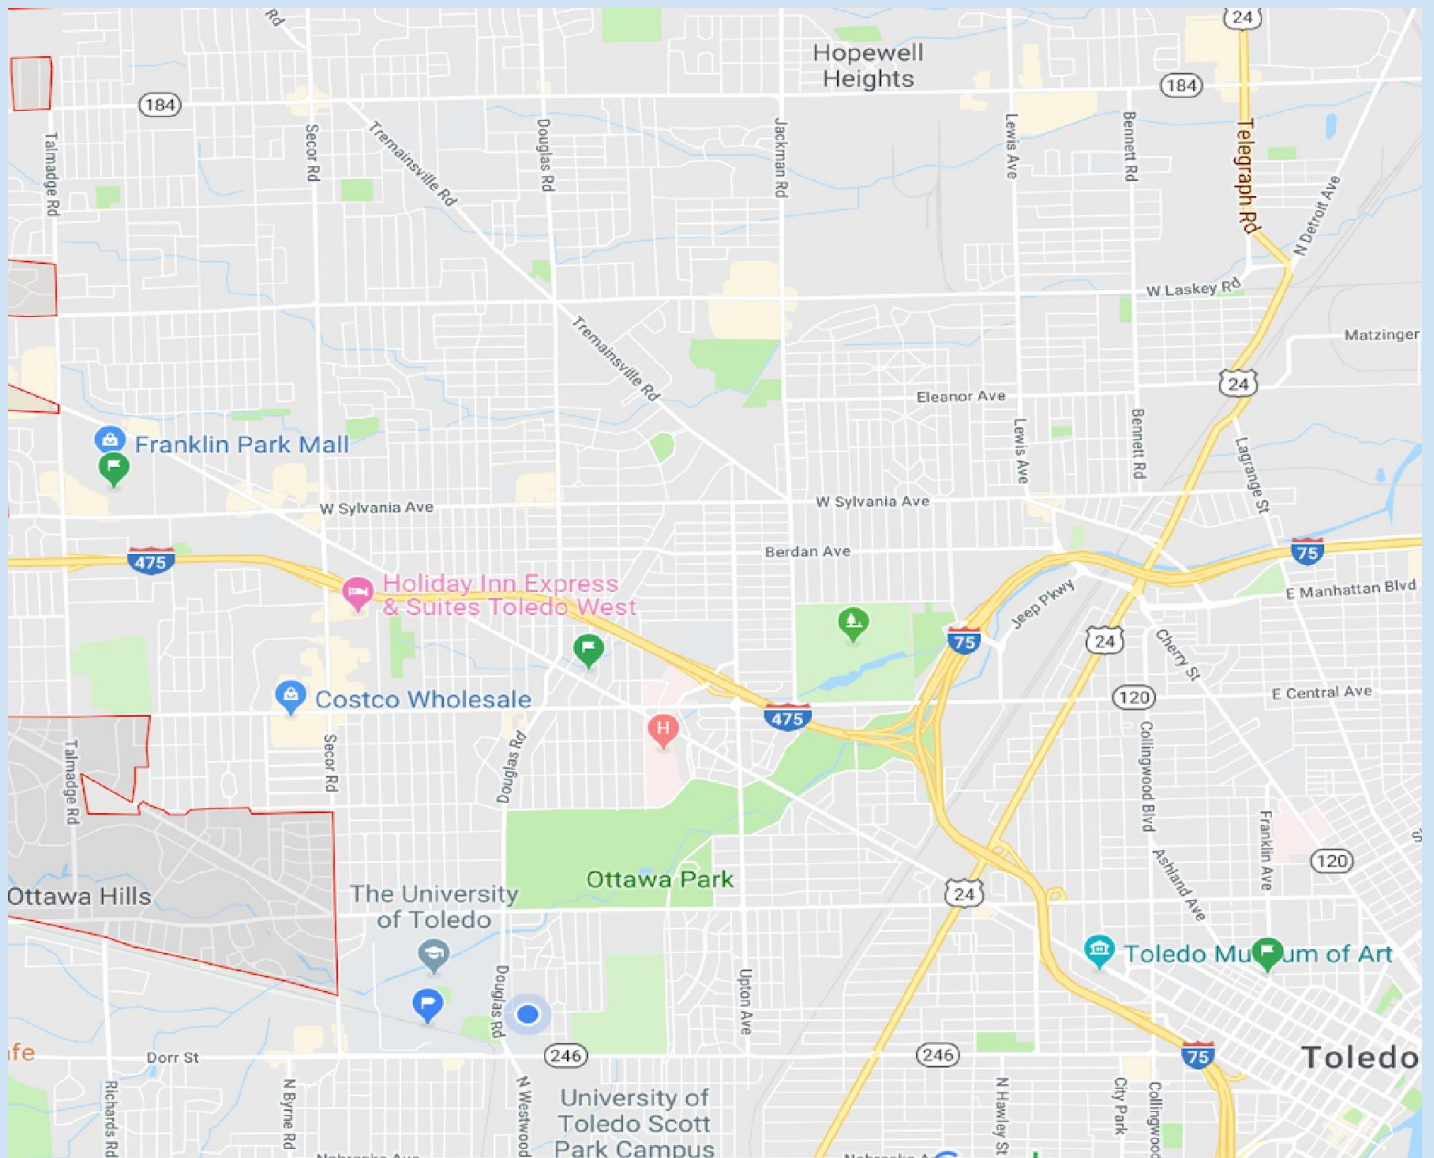 Rd
24
Hopewell
Heights
184
184
Talmadge Rd
Secor Rd
Tremainsville Rd
Douglas Rd
Jackman Rd
Lewis Ave
Bennett Rd
Telegraph Rd
N Detroit Ave
W Laskey Rd
Tremainsville Rd
Matzinger
24
Eleanor Ave
Franklin Park Mall
Lewis Ave
Bennett Rd
Lagrange St
W Sylvania Ave
W Sylvania Ave
475
Berdan Ave
75
Holiday Inn Express
& Suites Toledo West
Jeep Pkwy
E Manhattan Blvd
75
24
Cherry St
Costco Wholesale
120
E Central Ave
475
H
Talmadge Rd
Secor Rd
Douglas Rd
Collingwood Blvd
Franklin Ave
120
Ottawa Hills
The University
of Toledo
Ottawa Park
24
Ashland Ave
Toledo Mu um of Art
Douglas Rd
Upton Ave
fe
Dorr St
246
246
75
Toledo
Richards Rd
N Byrne Rd
N Westwood
University of
Toledo Scott
Park Campus
N Hawley St
City Park
Collingwood